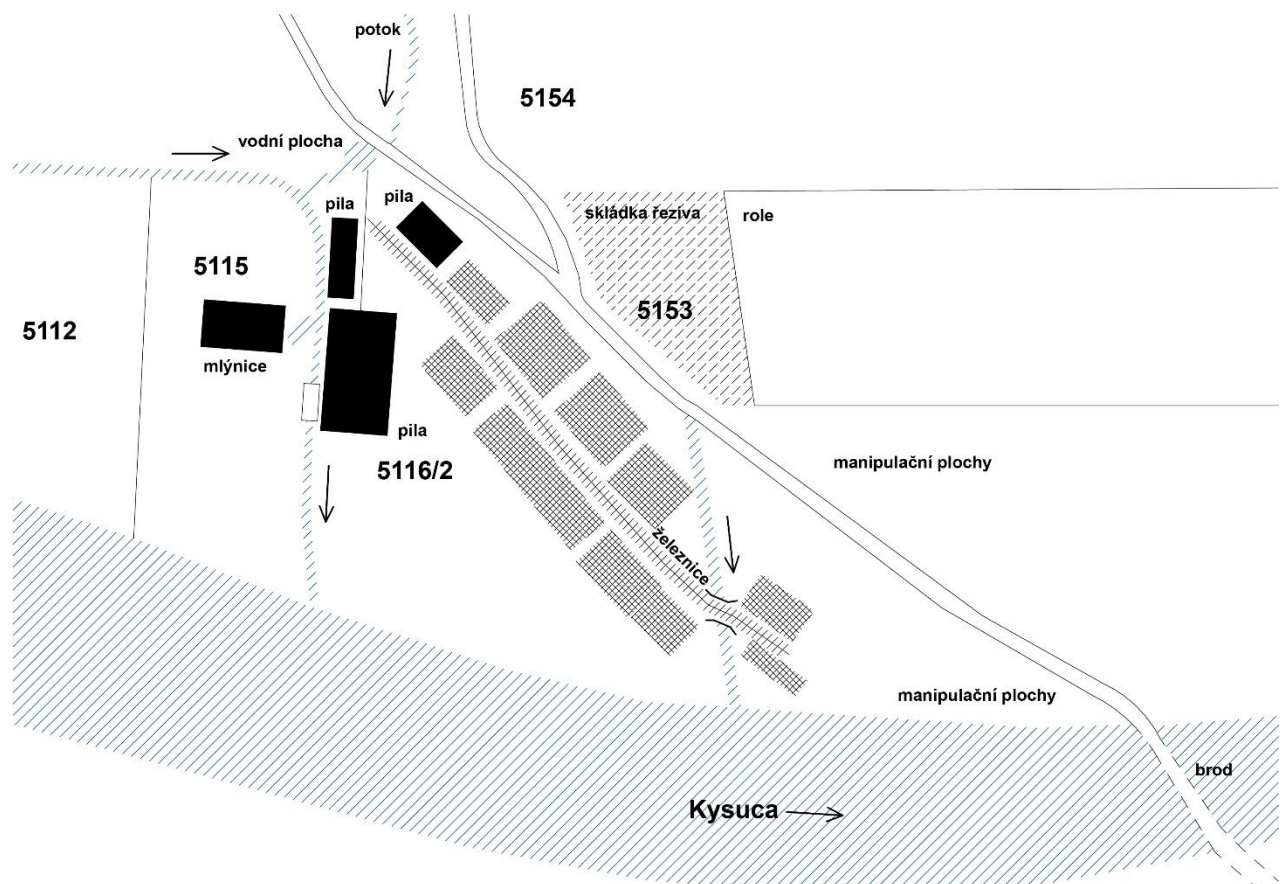 potok
5154
vodní plocha
pila
pila
skládka řeziva
role
5115
5153
5112
mlýnice
pila
5116/2
manipulační plochy
železnice
manipulační plochy
brod
Kysuca